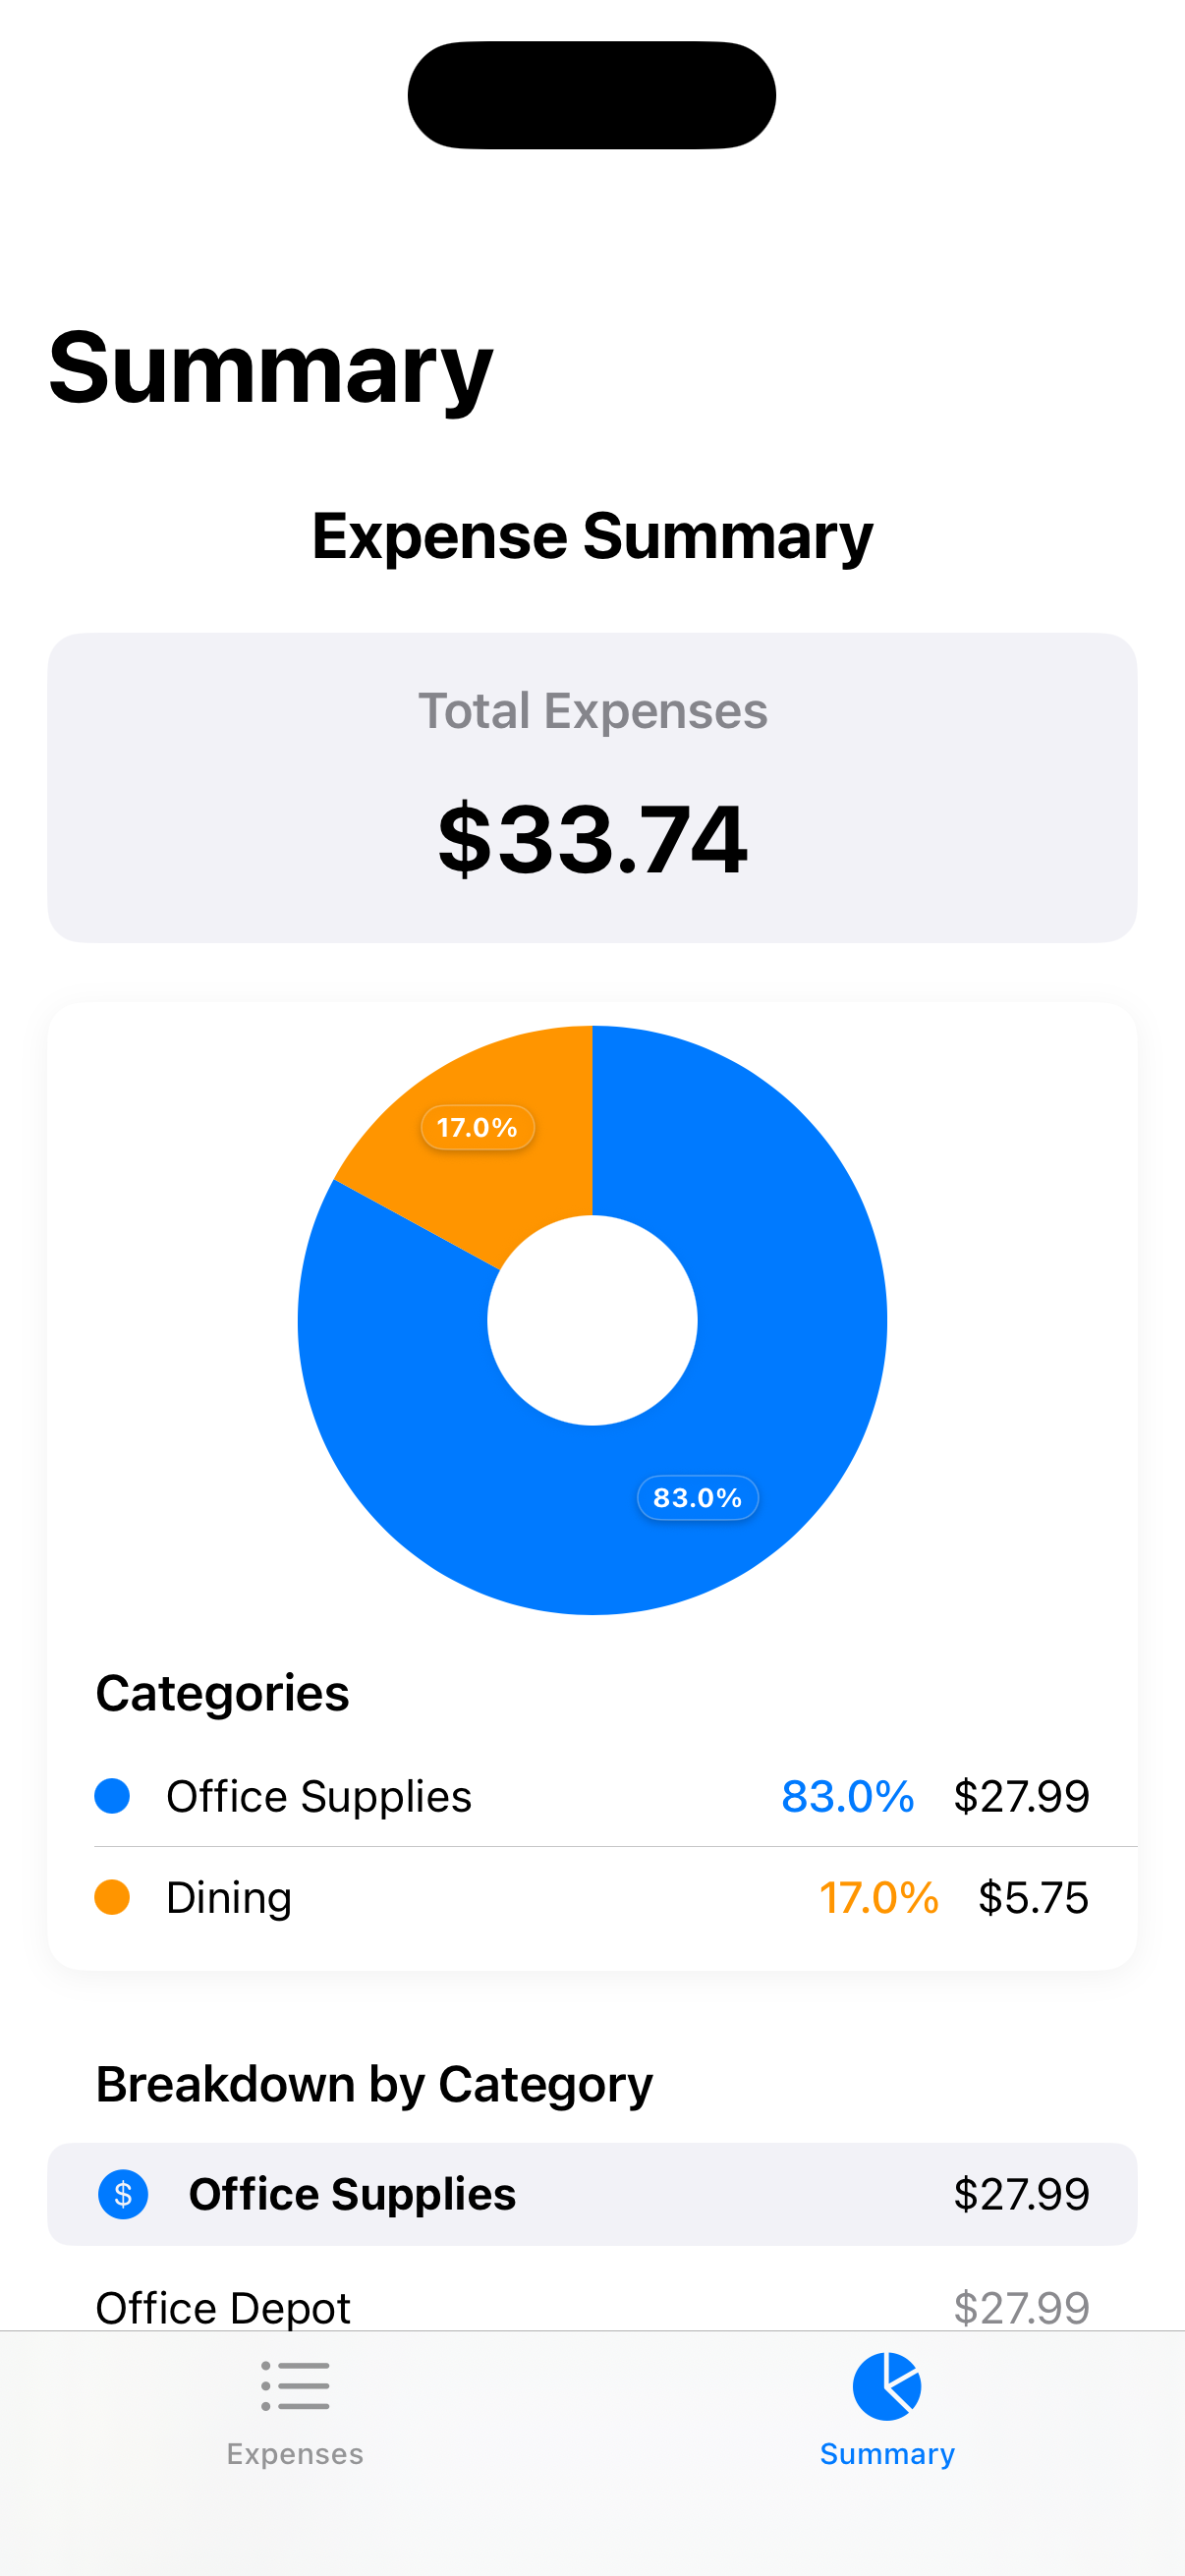 Summary
Expense Summary
Total Expenses
$33.74
17.0%
83.0%
Categories
Office Supplies 83.0% $27.99
Dining 17.0% $5.75
Breakdown by Category
$ Office Supplies $27.99
Office Depot $27.99
Expenses Summary